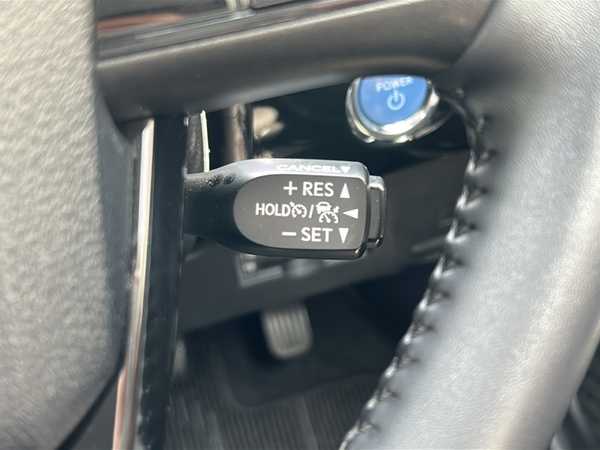 POWER
CANCEL▼
+ RES ▲
HOLD / ◄
− SET ▼